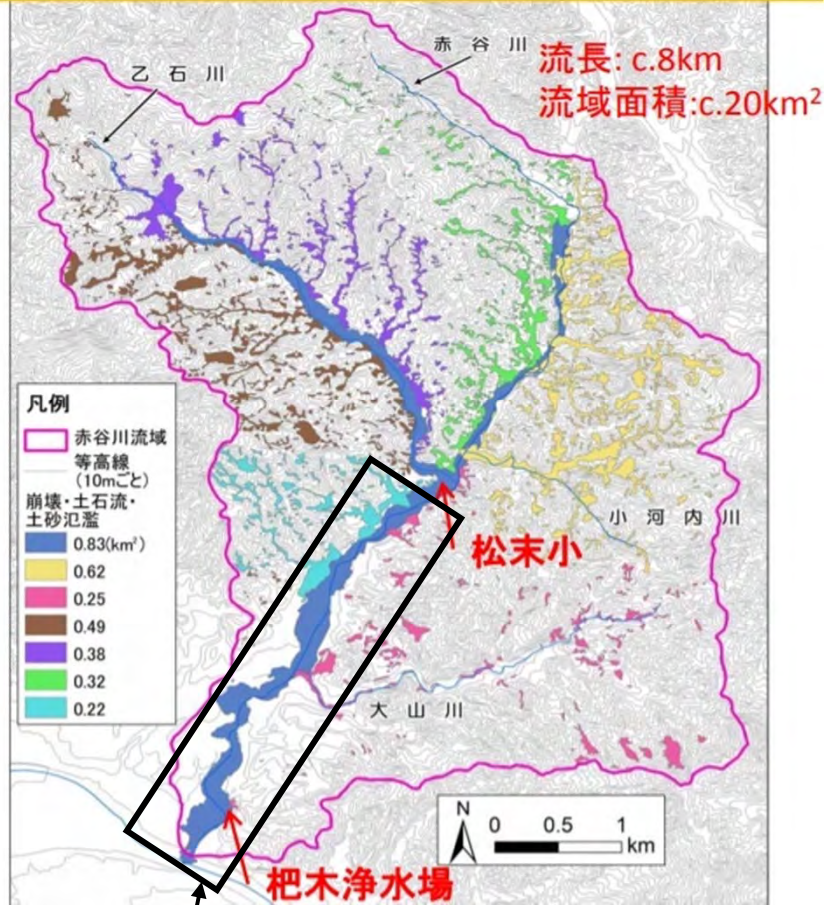 赤谷川
流長: c.8km
乙石川
流域面積:c.20km²
凡例
赤谷川流域
等高線
(10mごと)
崩壊・土石流・
土砂氾濫
0.83(km²)
0.62
0.25
0.49
0.38
0.32
0.22
小河内川
松末小
大山川
N
0 0.5 1
km
杷木浄水場